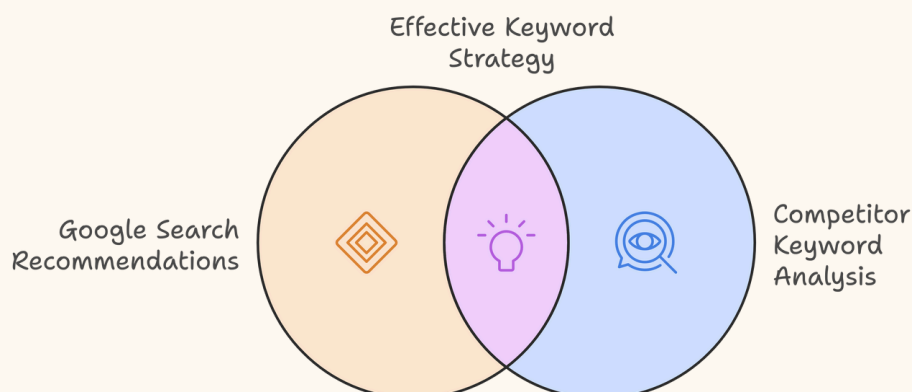 Effective Keyword
Strategy
Google Search
Recommendations
Competitor
Keyword
Analysis